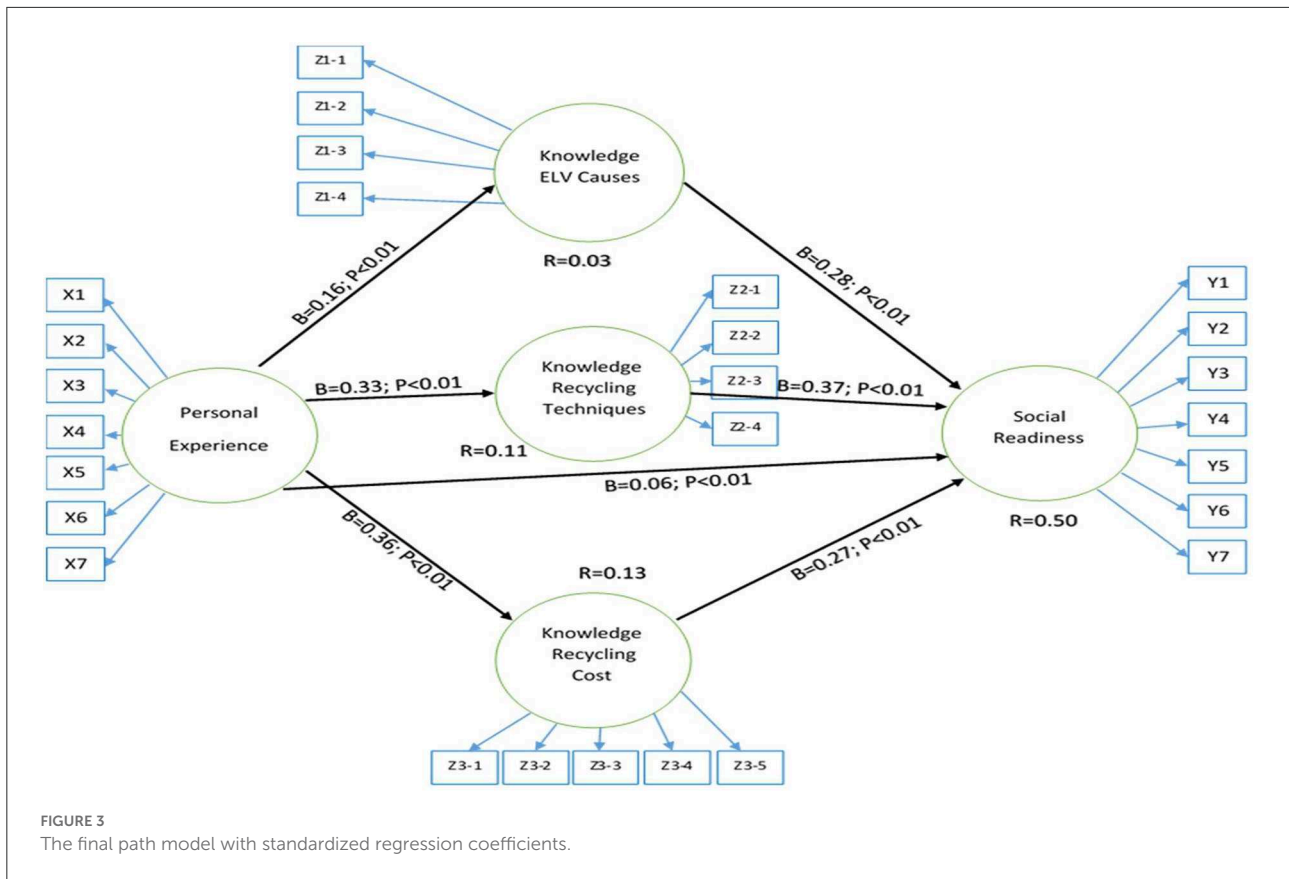 Z1-1
Z1-2
Z1-3
Z1-4
Knowledge
ELV Causes
R=0.03
B=0.16; P<0.01
B=0.28; P<0.01
X1
X2
X3
X4
X5
X6
X7
Personal
Experience
B=0.33; P<0.01
Knowledge
Recycling
Techniques
R=0.11
Z2-1
Z2-2
Z2-3
Z2-4
B=0.37; P<0.01
B=0.06; P<0.01
Social
Readiness
R=0.50
Y1
Y2
Y3
Y4
Y5
Y6
Y7
B=0.36; P<0.01
B=0.27; P<0.01
R=0.13
Knowledge
Recycling
Cost
Z3-1 Z3-2 Z3-3 Z3-4 Z3-5
FIGURE 3
The final path model with standardized regression coefficients.